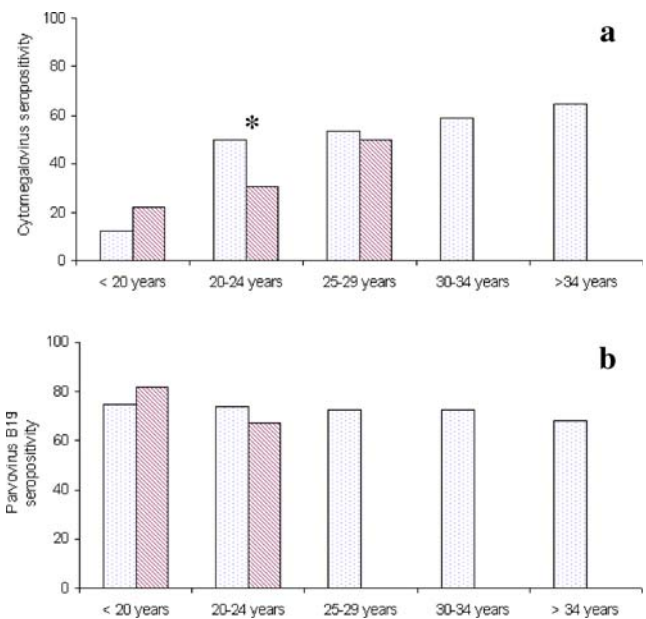 a
100
80
60
40
20
0
Cytomegalovirus seropositivity
*
< 20 years 20-24 years 25-29 years 30-34 years >34 years
b
100
80
60
40
20
0
Parvovirus B19
seropositivity
< 20 years 20-24 years 25-29 years 30-34 years > 34 years